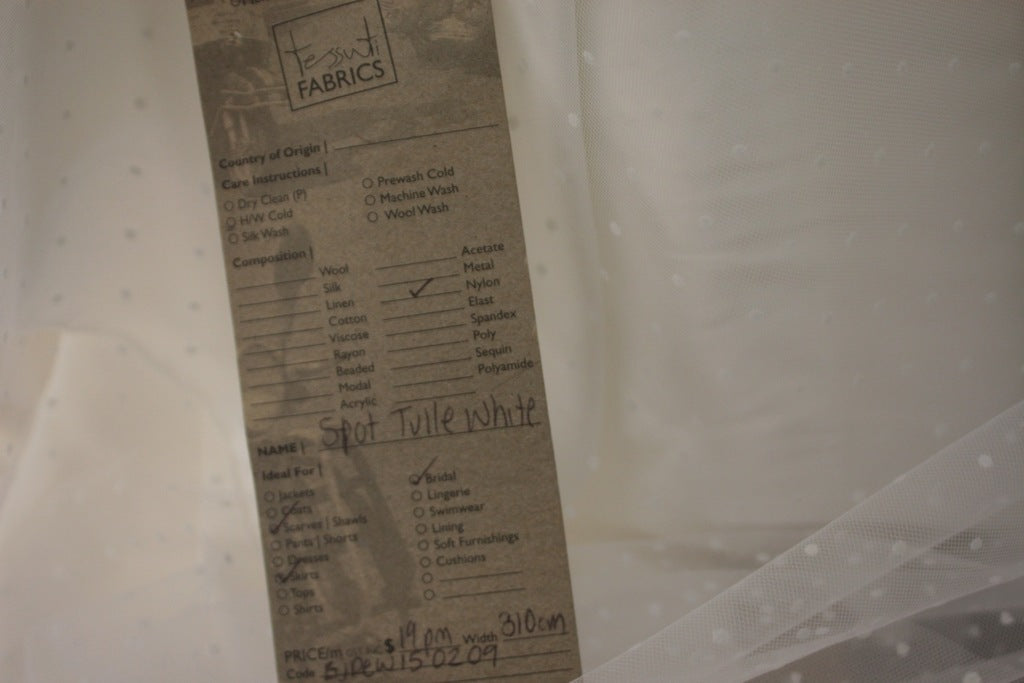 tessuti
FABRICS
Country of Origin |
Care Instructions |
Dry Clean (P)
H/W Cold
Silk Wash
Prewash Cold
Machine Wash
Wool Wash
Composition |
Wool
Silk
Linen
Cotton
Viscose
Rayon
Beaded
Modal
Acrylic
Acetate
Metal
Nylon
Elast
Spandex
Poly
Sequin
Polyamide
NAME | Spot Tulle White
Ideal For |
Jackets
Coats
Scarves | Shawls
Pants | Shorts
Dresses
Skirts
Tops
Shirts
Bridal
Lingerie
Swimwear
Lining
Soft Furnishings
Cushions
PRICE/m $ 19 pm Width 310cm
Code